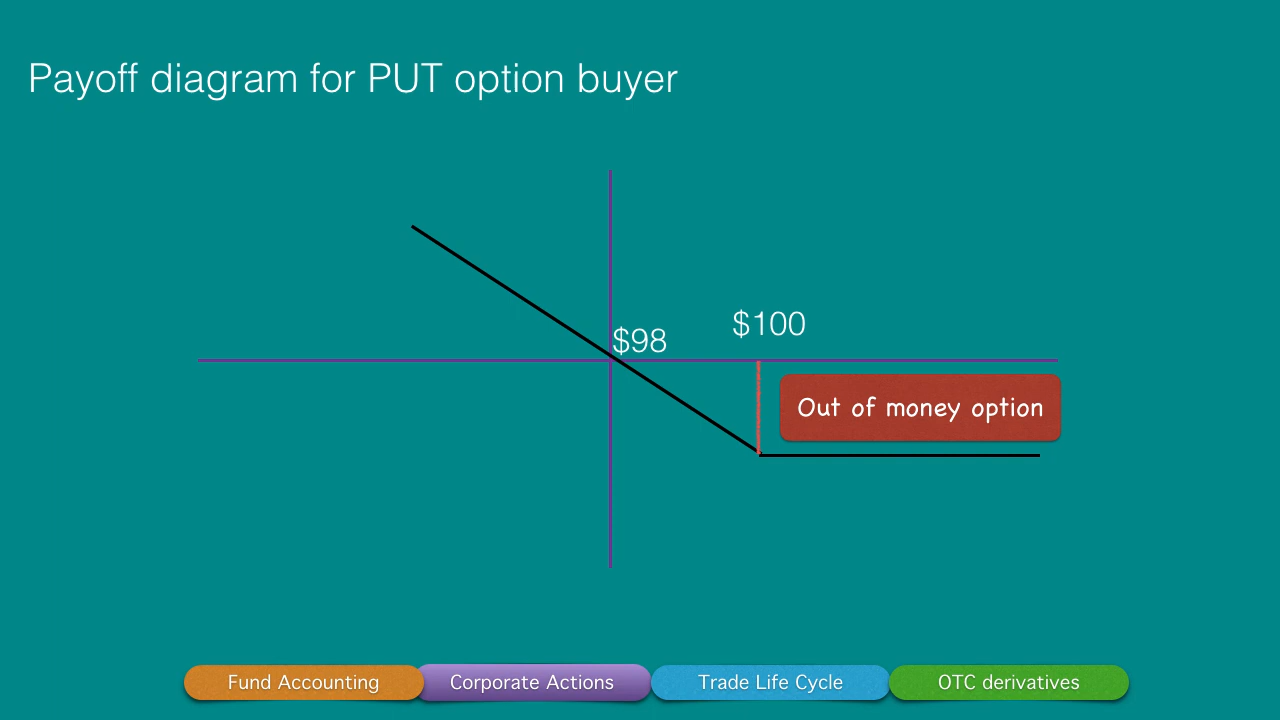 Payoff diagram for PUT option buyer
$100
$98
Out of money option
Fund Accounting
Corporate Actions
Trade Life Cycle
OTC derivatives